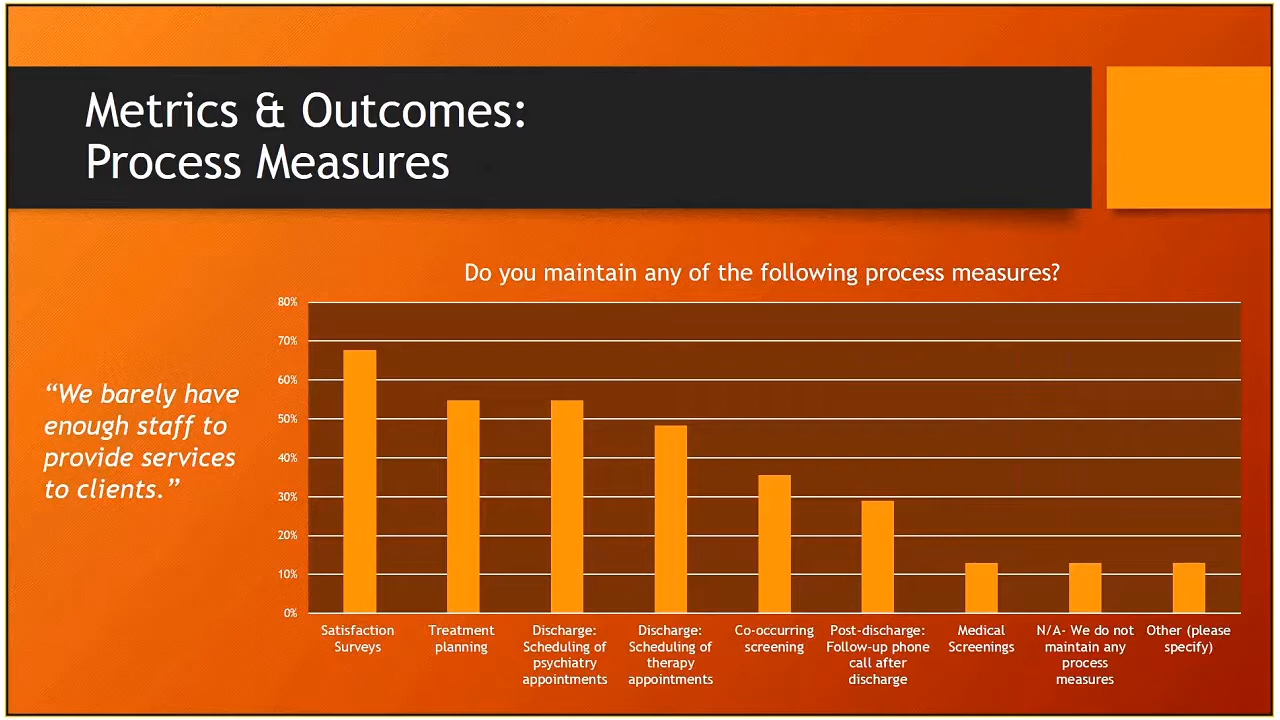 Metrics & Outcomes:
Process Measures
Do you maintain any of the following process measures?
“We barely have
enough staff to
provide services
to clients.”
80%
70%
60%
50%
40%
30%
20%
10%
0%
Satisfaction
Surveys
Treatment
planning
Discharge:
Scheduling of
psychiatry
appointments
Discharge:
Scheduling of
therapy
appointments
Co-occurring
screening
Post-discharge:
Follow-up phone
call after
discharge
Medical
Screenings
N/A- We do not
maintain any
process
measures
Other (please
specify)